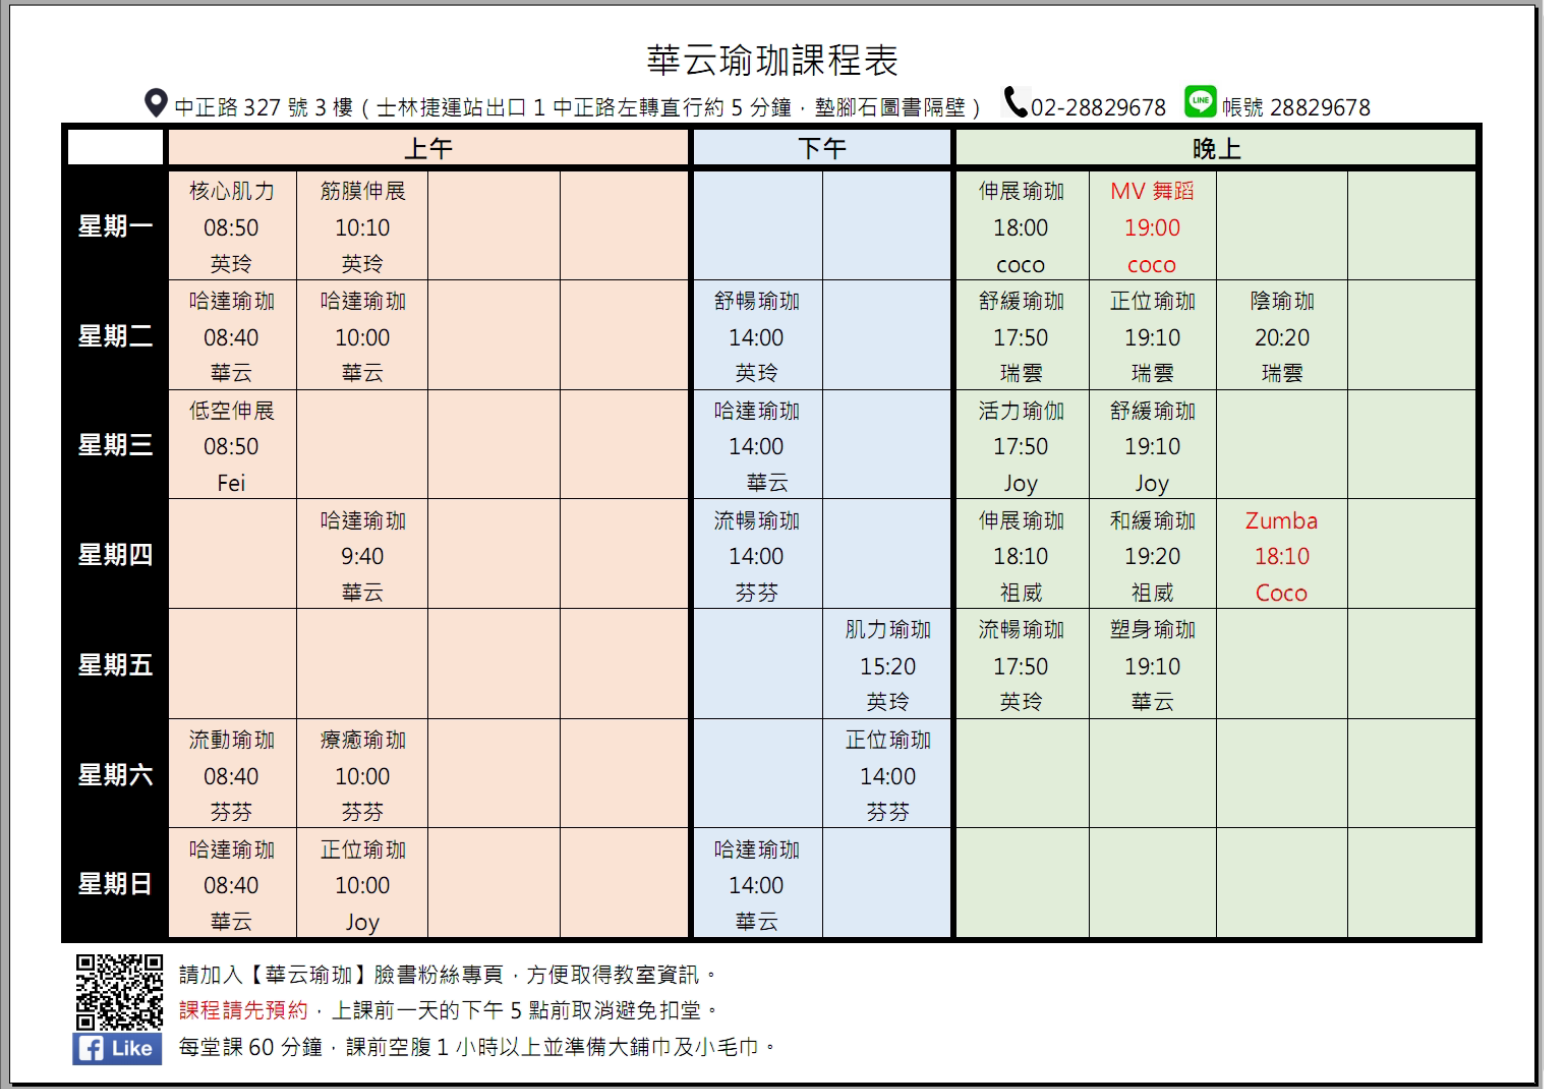 華云瑜珈課程表
中正路 327 號 3 樓 ( 士林捷運站出口 1 中正路左轉直行約 5 分鐘，墊腳石圖書隔壁 ) 02-28829678 LINE 帳號 28829678
上午 下午 晚上
星期一
核心肌力
08:50
英玲
筋膜伸展
10:10
英玲
伸展瑜珈
18:00
coco
MV 舞蹈
19:00
coco
星期二
哈達瑜珈
08:40
華云
哈達瑜珈
10:00
華云
舒暢瑜珈
14:00
英玲
舒緩瑜珈
17:50
瑞雲
正位瑜珈
19:10
瑞雲
陰瑜珈
20:20
瑞雲
星期三
低空伸展
08:50
Fei
哈達瑜珈
14:00
華云
活力瑜伽
17:50
Joy
舒緩瑜珈
19:10
Joy
星期四
哈達瑜珈
9:40
華云
流暢瑜珈
14:00
芬芬
伸展瑜珈
18:10
祖威
和緩瑜珈
19:20
祖威
Zumba
18:10
Coco
星期五
肌力瑜珈
15:20
英玲
流暢瑜珈
17:50
英玲
塑身瑜珈
19:10
華云
星期六
流動瑜珈
08:40
芬芬
療癒瑜珈
10:00
芬芬
正位瑜珈
14:00
芬芬
星期日
哈達瑜珈
08:40
華云
正位瑜珈
10:00
Joy
哈達瑜珈
14:00
華云
請加入【華云瑜珈】臉書粉絲專頁，方便取得教室資訊。
課程請先預約，上課前一天的下午 5 點前取消避免扣堂。
Like
每堂課 60 分鐘，課前空腹 1 小時以上並準備大鋪巾及小毛巾。